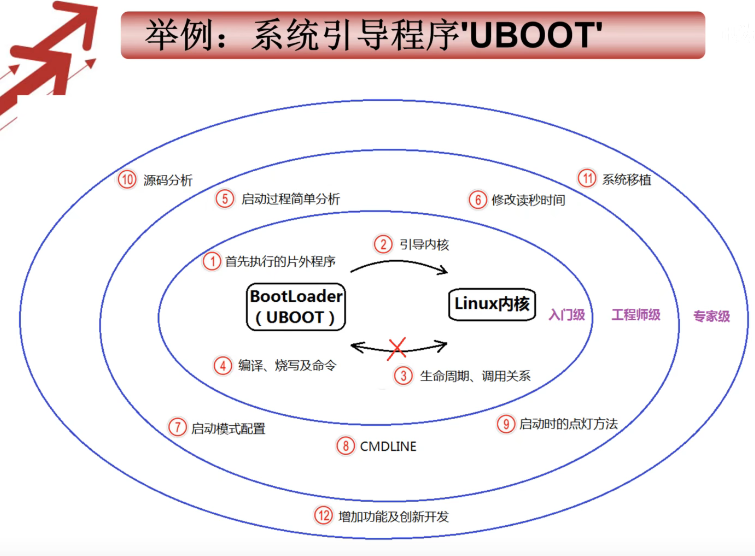 举例：系统引导程序'UBOOT'
⑩ 源码分析
⑪ 系统移植
⑤ 启动过程简单分析
⑥ 修改读秒时间
② 引导内核
① 首先执行的片外程序
BootLoader
（UBOOT）
Linux内核
入门级
工程师级
专家级
④ 编译、烧写及命令
③ 生命周期、调用关系
⑦ 启动模式配置
⑧ CMDLINE
⑨ 启动时的点灯方法
⑫ 增加功能及创新开发